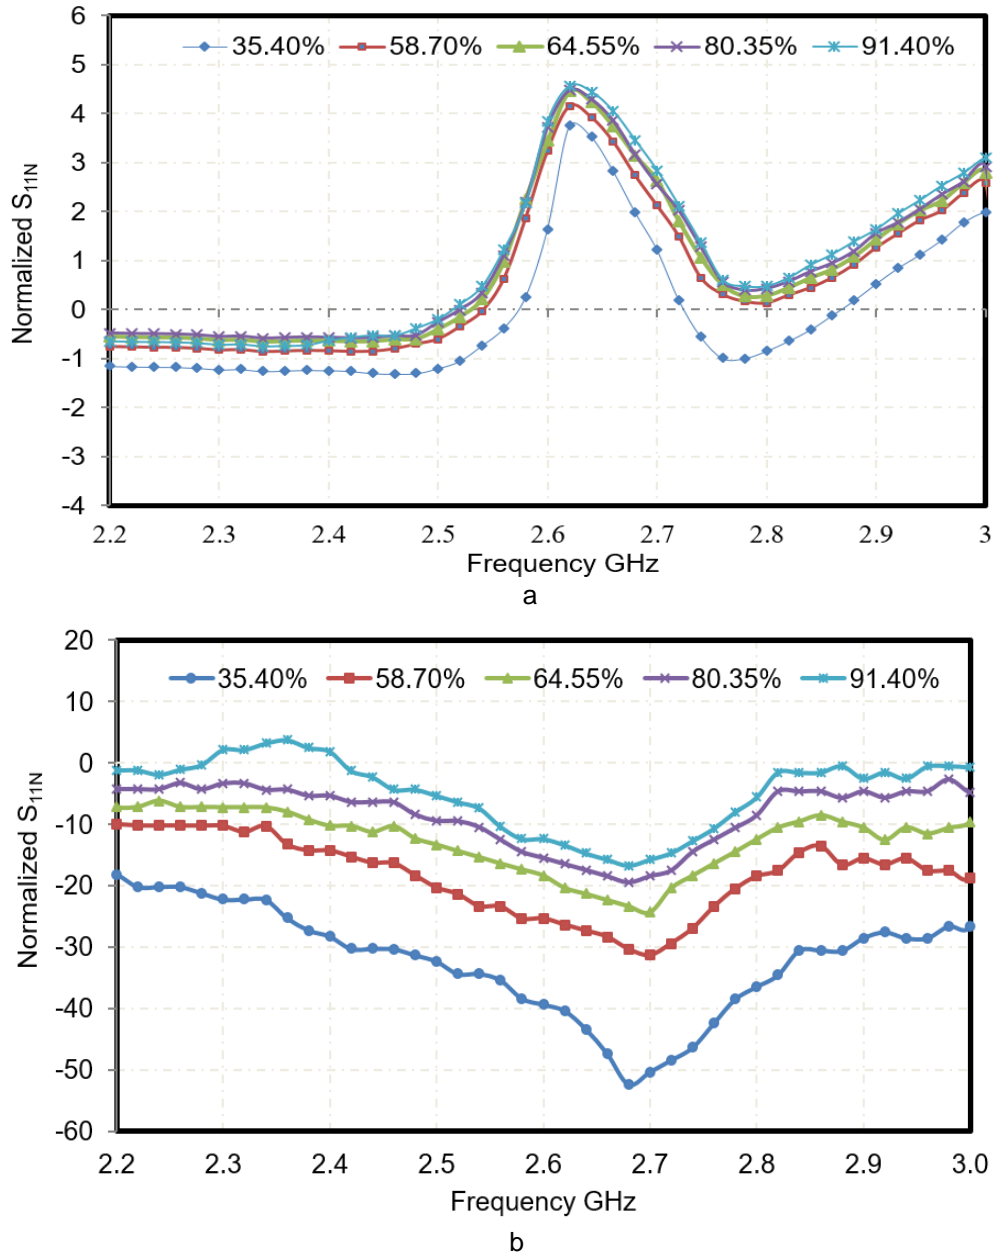 6
35.40% 58.70% 64.55% 80.35% 91.40%
5
4
3
2
1
0
-1
-2
-3
-4
Normalized S11N
2.2 2.3 2.4 2.5 2.6 2.7 2.8 2.9 3
Frequency GHz
a
20
35.40% 58.70% 64.55% 80.35% 91.40%
10
0
-10
-20
-30
-40
-50
-60
Normalized S11N
2.2 2.3 2.4 2.5 2.6 2.7 2.8 2.9 3.0
Frequency GHz
b